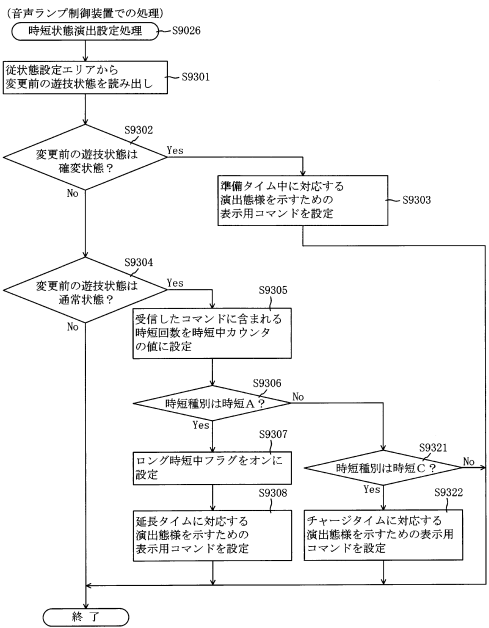 (音声ランプ制御装置での処理)
時短状態演出設定処理
S9026
従状態設定エリアから
変更前の遊技状態を読み出し
S9301
S9302
変更前の遊技状態は
確変状態?
Yes
No
準備タイム中に対応する
演出態様を示すための
表示用コマンドを設定
S9303
S9304
変更前の遊技状態は
通常状態?
Yes
No
S9305
受信したコマンドに含まれる
時短回数を時短中カウンタ
の値に設定
S9306
時短種別は時短A?
No
Yes
S9307
ロング時短中フラグをオンに
設定
S9321
時短種別は時短C?
No
Yes
S9308
延長タイムに対応する
演出態様を示すための
表示用コマンドを設定
S9322
チャージタイムに対応する
演出態様を示すための表示用
コマンドを設定
終了